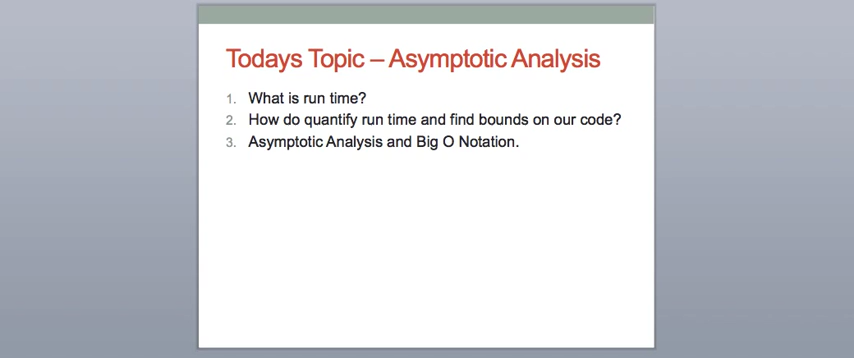 Todays Topic – Asymptotic Analysis
1. What is run time?
2. How do quantify run time and find bounds on our code?
3. Asymptotic Analysis and Big O Notation.